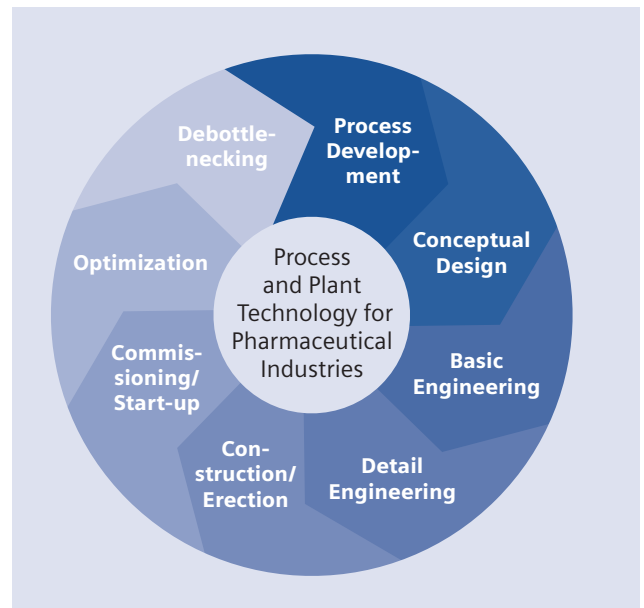 Process
Develop-
ment
Conceptual
Design
Basic
Engineering
Detail
Engineering
Con-
struction/
Erection
Commis-
sioning/
Start-up
Optimization
Debottle-
necking
Process
and Plant
Technology for
Pharmaceutical
Industries